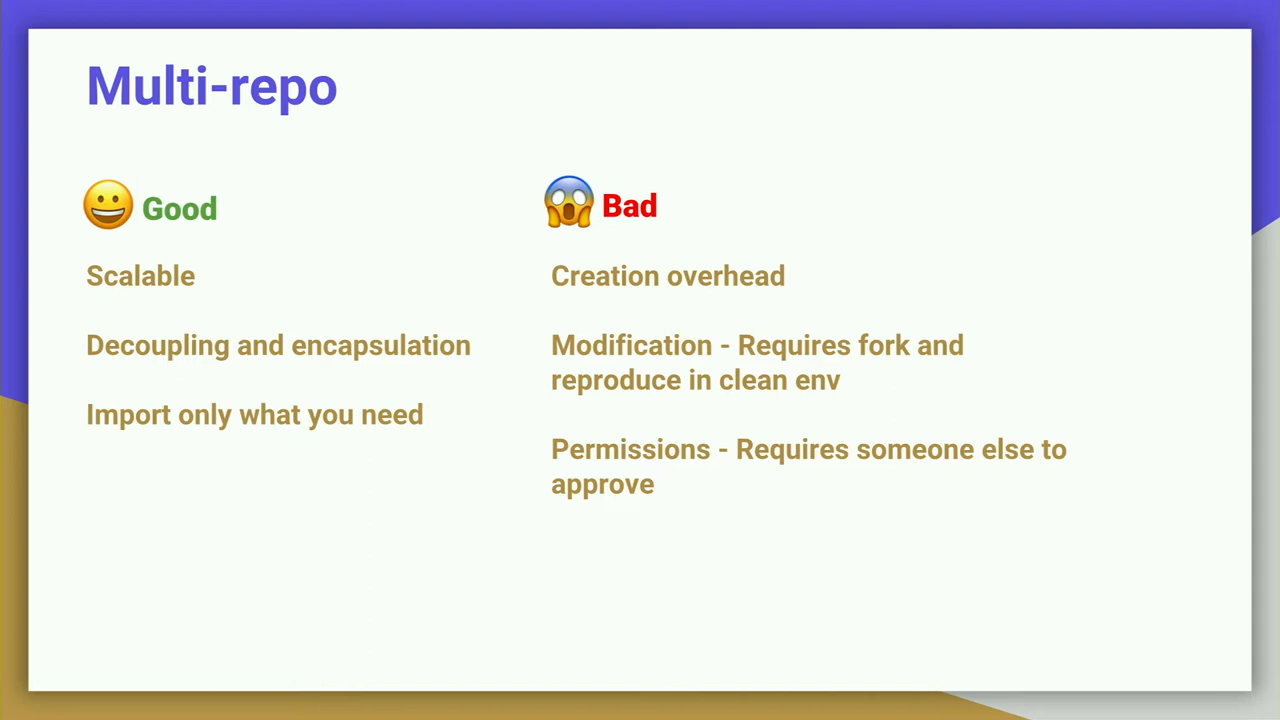 Multi-repo
Good
Scalable
Decoupling and encapsulation
Import only what you need
Bad
Creation overhead
Modification - Requires fork and
reproduce in clean env
Permissions - Requires someone else to
approve